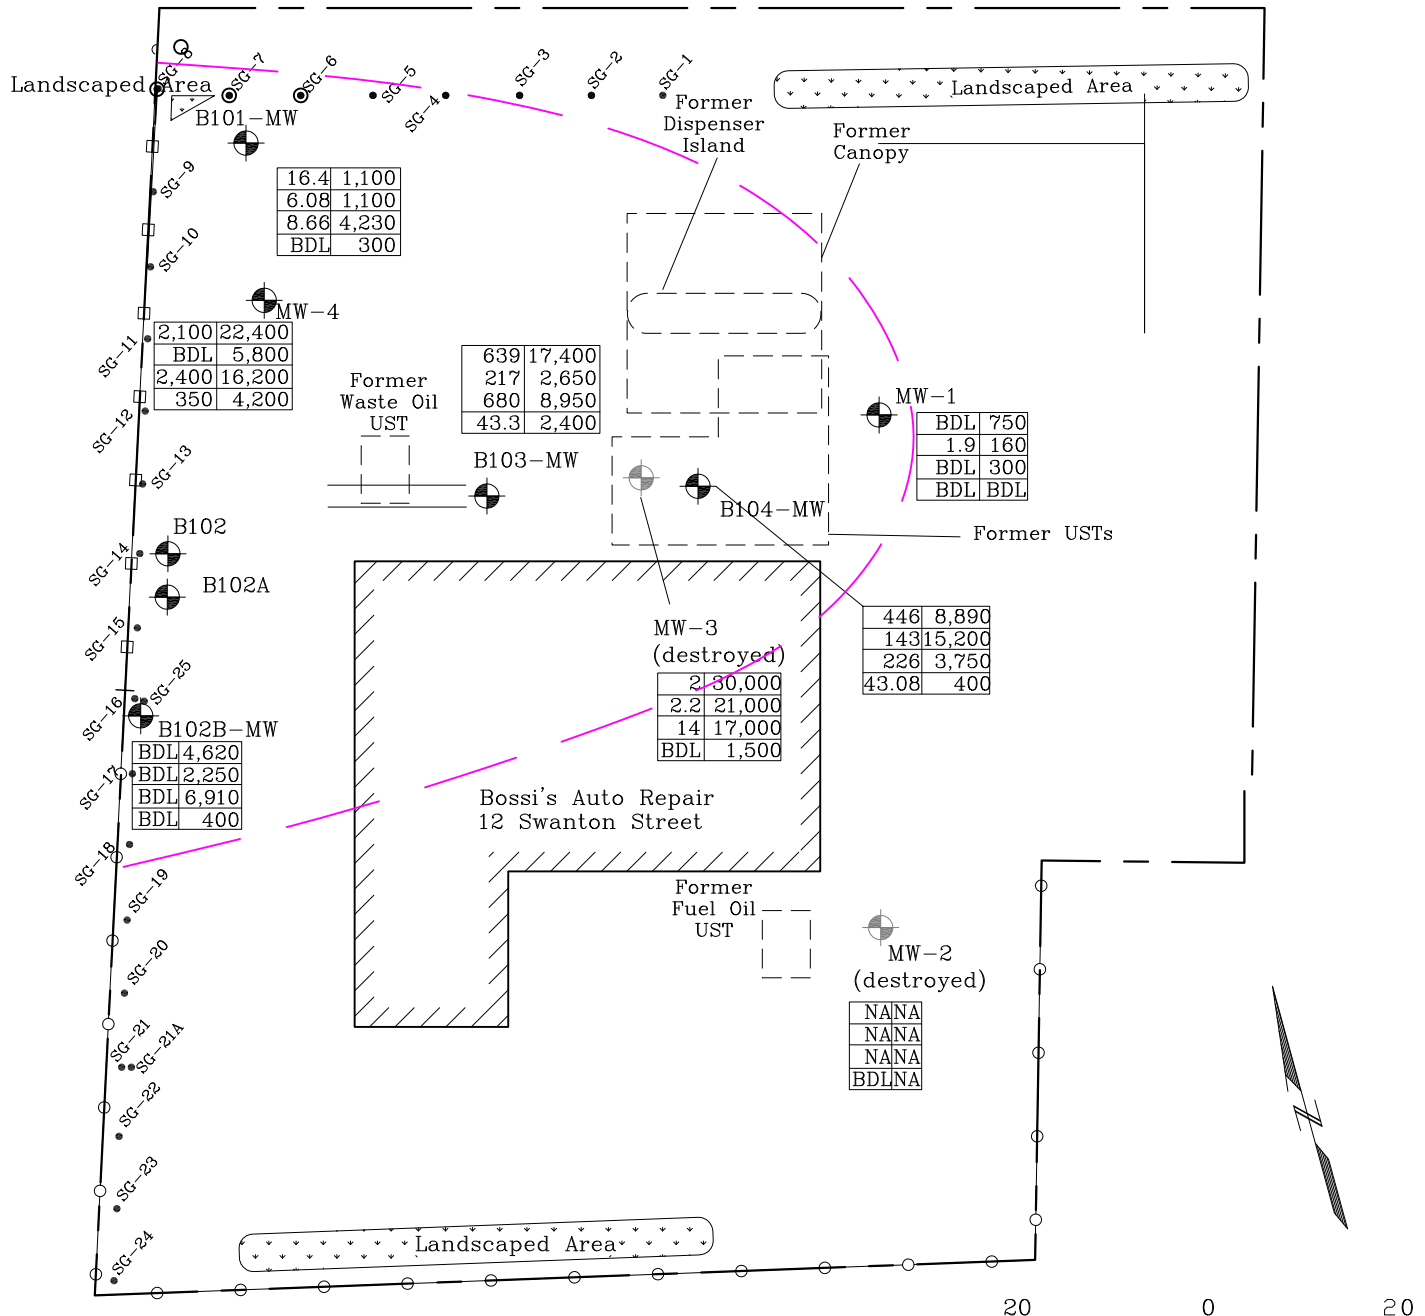 SG-8
SG-7
SG-6
SG-5
SG-4
SG-3
SG-2
SG-1
Landscaped Area
Landscaped Area
B101-MW
Former
Dispenser
Island
Former
Canopy
16.4 1,100
6.08 1,100
8.66 4,230
BDL 300
SG-9
SG-10
MW-4
2,100 22,400
BDL 5,800
2,400 16,200
350 4,200
SG-11
SG-12
Former
Waste Oil
UST
639 17,400
217 2,650
680 8,950
43.3 2,400
MW-1
BDL 750
1.9 160
BDL 300
BDL BDL
SG-13
B103-MW
B104-MW
Former USTs
B102
SG-14
B102A
SG-15
446 8,890
143 15,200
226 3,750
43.08 400
MW-3
(destroyed)
2 30,000
2.2 21,000
14 17,000
BDL 1,500
SG-25
SG-16
B102B-MW
BDL 4,620
BDL 2,250
BDL 6,910
BDL 400
SG-17
Bossi's Auto Repair
12 Swanton Street
SG-18
SG-19
Former
Fuel Oil
UST
MW-2
(destroyed)
NA NA
NA NA
NA NA
BDL NA
SG-20
SG-21
SG-21A
SG-22
SG-23
SG-24
Landscaped Area
N
20 0 20